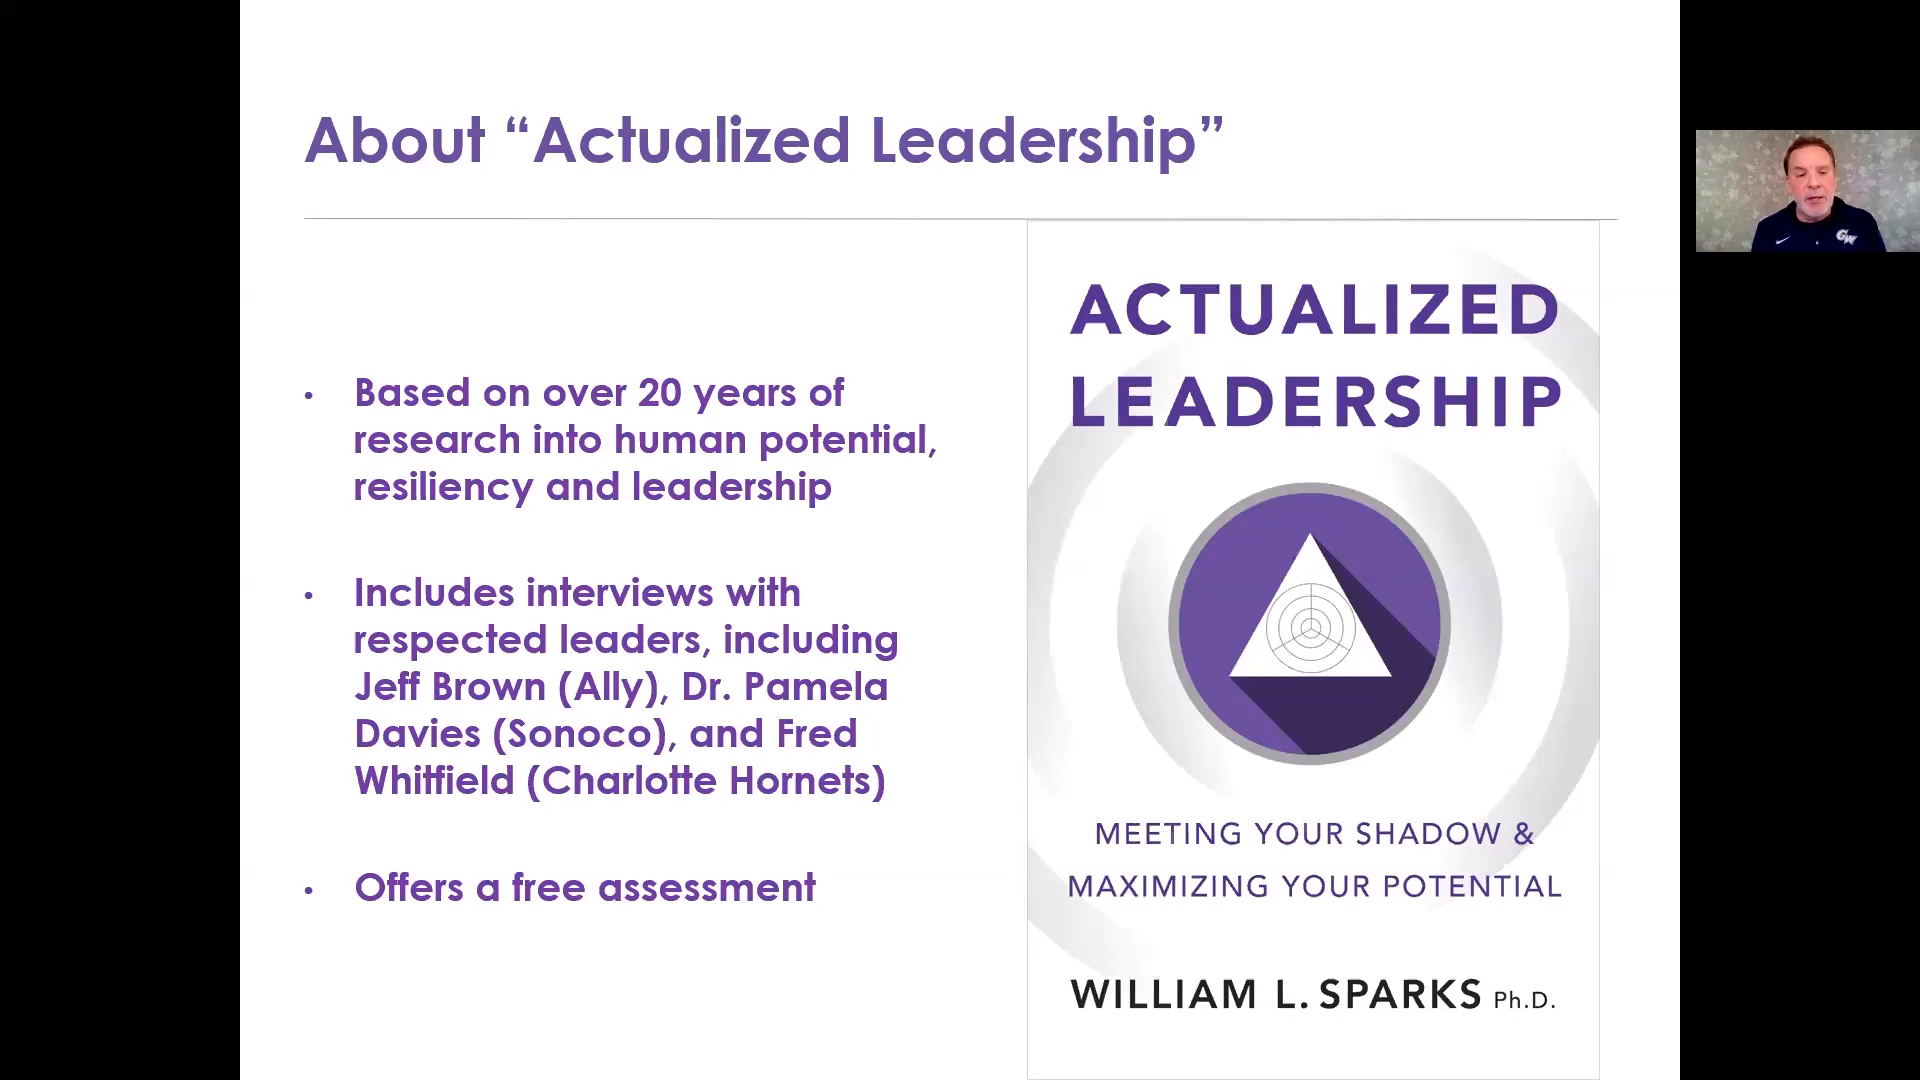 About “Actualized Leadership”
• Based on over 20 years of
research into human potential,
resiliency and leadership
• Includes interviews with
respected leaders, including
Jeff Brown (Ally), Dr. Pamela
Davies (Sonoco), and Fred
Whitfield (Charlotte Hornets)
• Offers a free assessment
ACTUALIZED
LEADERSHIP
MEETING YOUR SHADOW &
MAXIMIZING YOUR POTENTIAL
WILLIAM L. SPARKS Ph.D.
GW